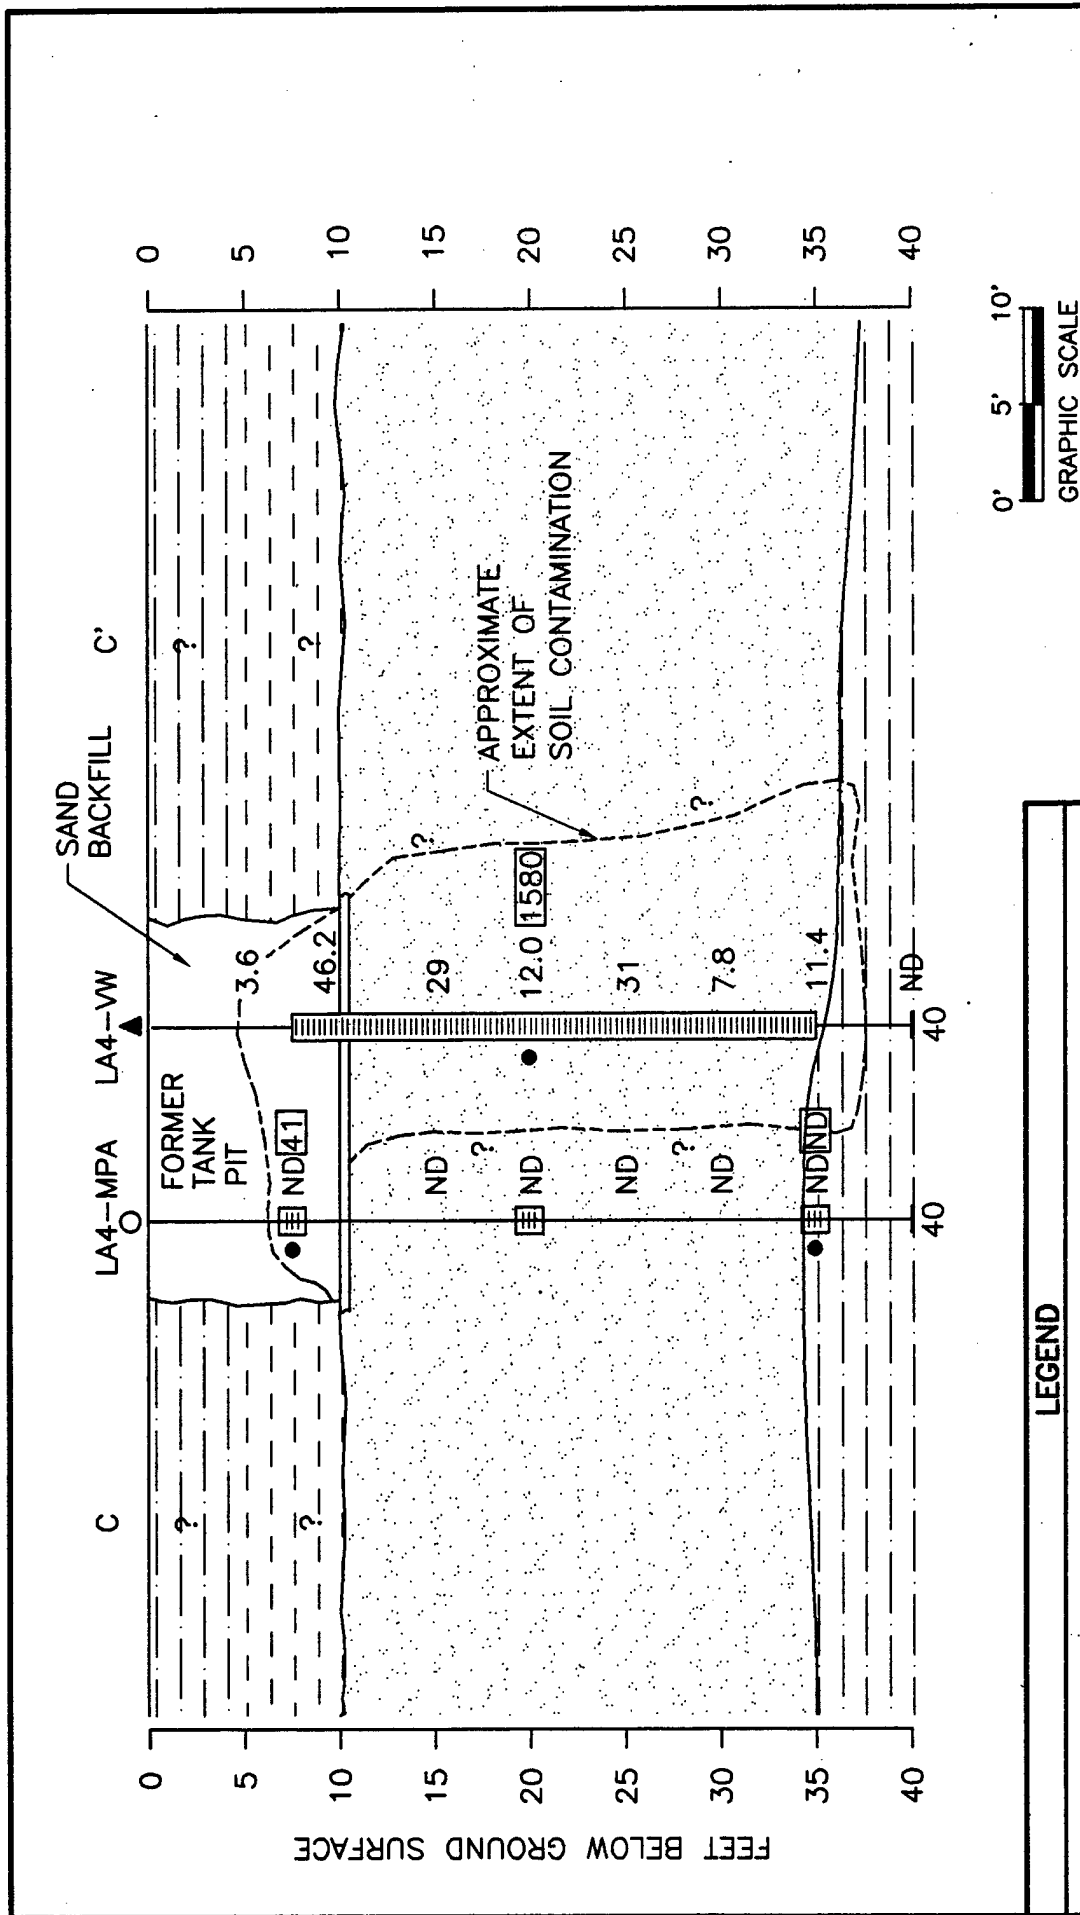 C
LA4-MPA
LA4-VW
C'
SAND
BACKFILL
FORMER
TANK
PIT
FEET BELOW GROUND SURFACE
0
5
10
15
20
25
30
35
40
0
5
10
15
20
25
30
35
40
?
?
?
?
ND 41
ND
ND
ND
ND
ND ND
40
3.6
46.2
29
12.0 1580
31
7.8
11.4
ND
40
?
?
?
?
APPROXIMATE
EXTENT OF
SOIL CONTAMINATION
0' 5' 10'
GRAPHIC SCALE
LEGEND